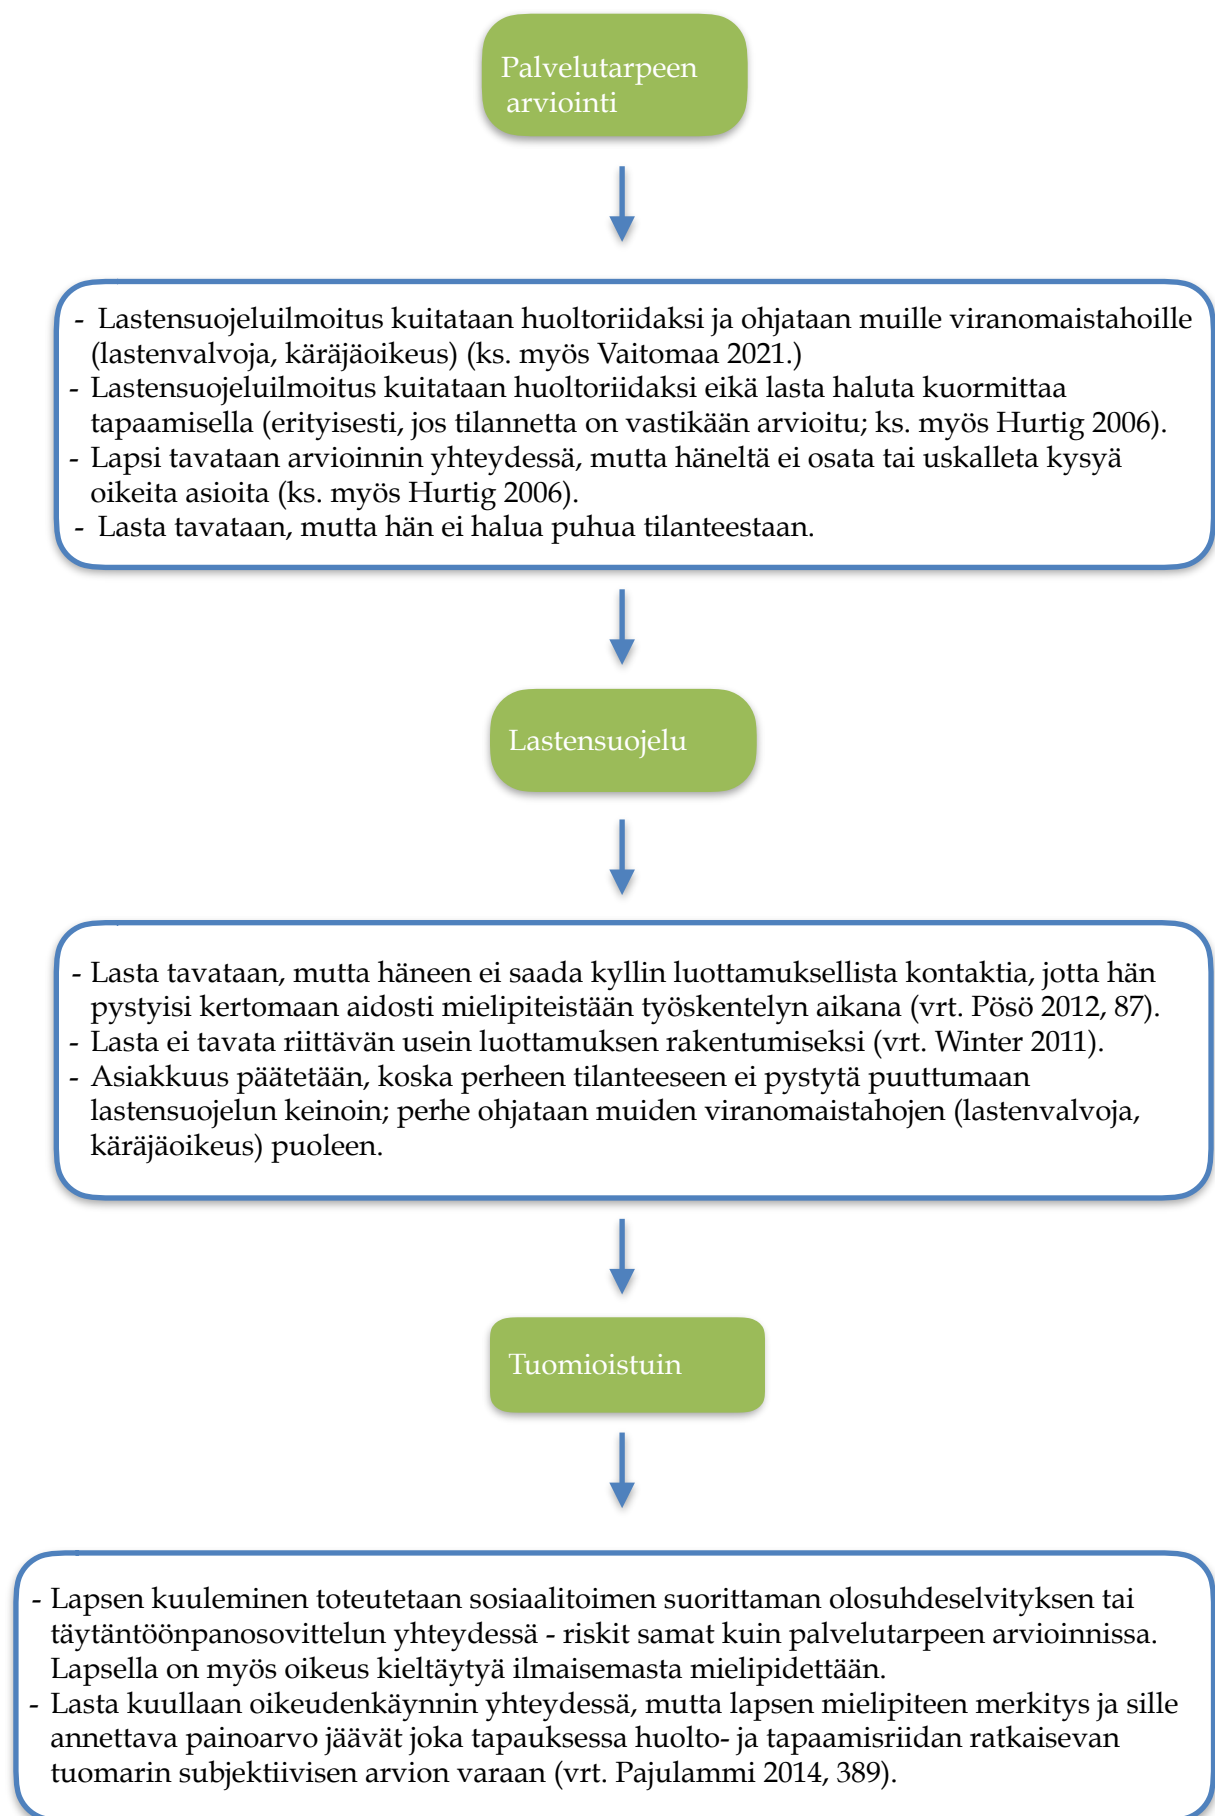 Palvelutarpeen
arviointi
- Lastensuojeluilmoitus kuitataan huoltoriidaksi ja ohjataan muille viranomaistahoille
(lastenvalvoja, käräjäoikeus) (ks. myös Vaitomaa 2021.)
- Lastensuojeluilmoitus kuitataan huoltoriidaksi eikä lasta haluta kuormittaa
tapaamisella (erityisesti, jos tilannetta on vastikään arvioitu; ks. myös Hurtig 2006).
- Lapsi tavataan arvioinnin yhteydessä, mutta häneltä ei osata tai uskalleta kysyä
oikeita asioita (ks. myös Hurtig 2006).
- Lasta tavataan, mutta hän ei halua puhua tilanteestaan.
Lastensuojelu
- Lasta tavataan, mutta häneen ei saada kyllin luottamuksellista kontaktia, jotta hän
pystyisi kertomaan aidosti mielipiteistään työskentelyn aikana (vrt. Pösö 2012, 87).
- Lasta ei tavata riittävän usein luottamuksen rakentumiseksi (vrt. Winter 2011).
- Asiakkuus päätetään, koska perheen tilanteeseen ei pystytä puuttumaan
lastensuojelun keinoin; perhe ohjataan muiden viranomaistahojen (lastenvalvoja,
käräjäoikeus) puoleen.
Tuomioistuin
- Lapsen kuuleminen toteutetaan sosiaalitoimen suorittaman olosuhdeselvityksen tai
täytäntöönpanosovittelun yhteydessä - riskit samat kuin palvelutarpeen arvioinnissa.
Lapsella on myös oikeus kieltäytyä ilmaisemasta mielipidettään.
- Lasta kuullaan oikeudenkäynnin yhteydessä, mutta lapsen mielipiteen merkitys ja sille
annettava painoarvo jäävät joka tapauksessa huolto- ja tapaamisriidan ratkaisevan
tuomarin subjektiivisen arvion varaan (vrt. Pajulammi 2014, 389).